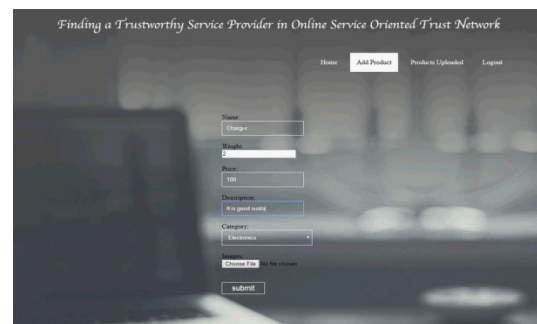 Finding a Trustworthy Service Provider in Online Service Oriented Trust Network
Home Add Product Products Uploaded Logout
Name:
Charger
Weight:
2
Price:
100
Description:
It is good
Category:
Electronics
Images:
Choose File No file chosen
submit